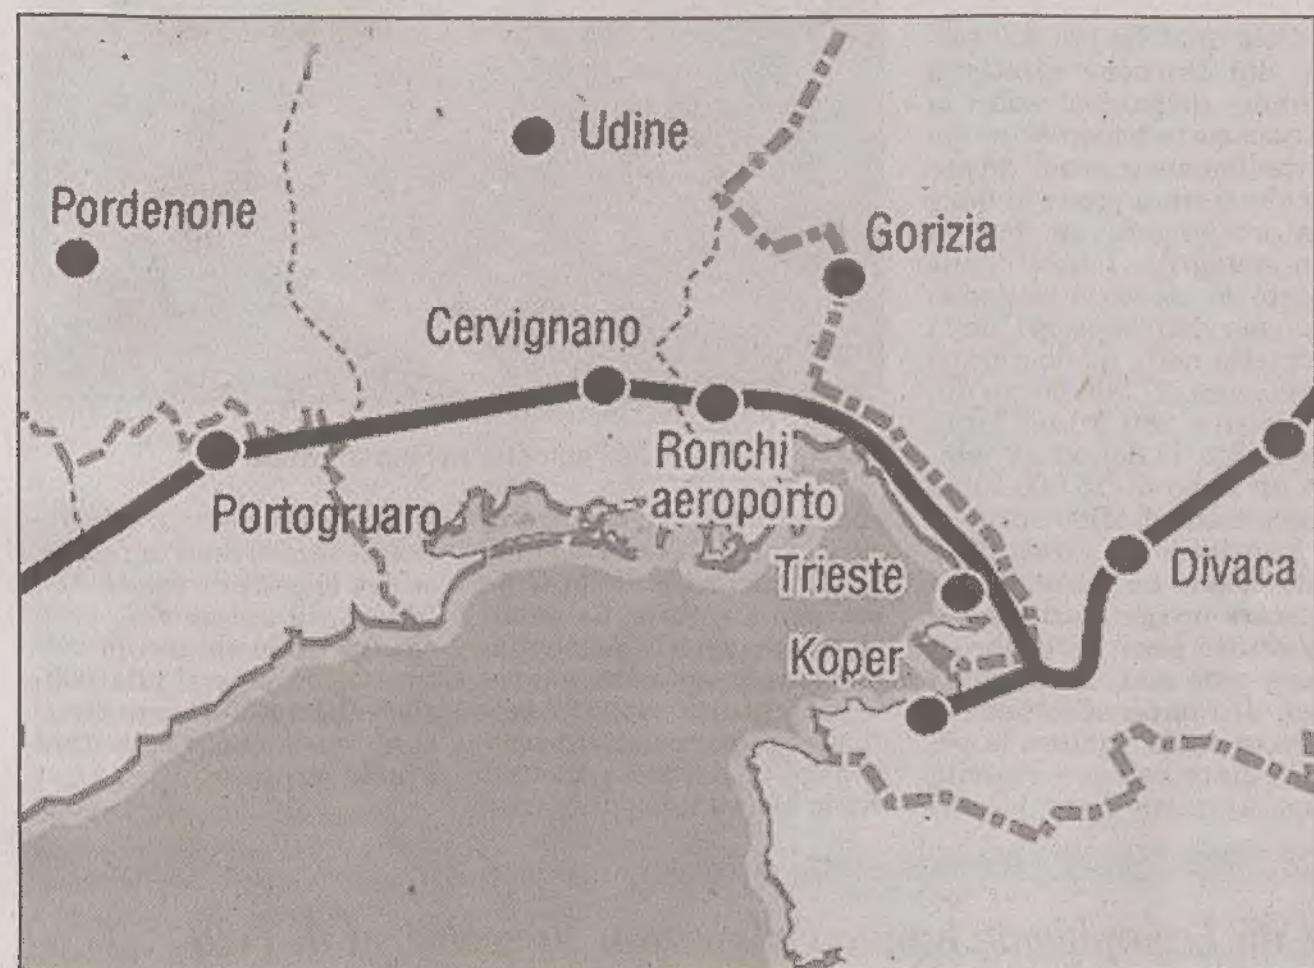 Udine
Pordenone
Gorizia
Cervignano
Ronchi
aeroporto
Portogruaro
Trieste
Divaca
Koper